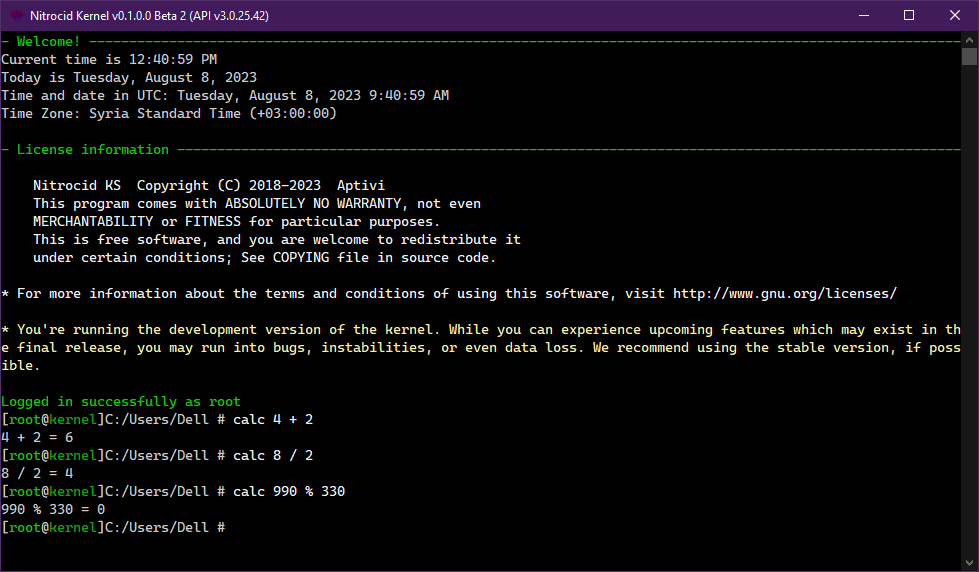 Nitrocid Kernel v0.1.0.0 Beta 2 (API v3.0.25.42)
- Welcome!
Current time is 12:40:59 PM
Today is Tuesday, August 8, 2023
Time and date in UTC: Tuesday, August 8, 2023 9:40:59 AM
Time Zone: Syria Standard Time (+03:00:00)
- License information
Nitrocid KS  Copyright (C) 2018-2023  Aptivi
This program comes with ABSOLUTELY NO WARRANTY, not even
MERCHANTABILITY or FITNESS for particular purposes.
This is free software, and you are welcome to redistribute it
under certain conditions; See COPYING file in source code.
* For more information about the terms and conditions of using this software, visit http://www.gnu.org/licenses/
* You're running the development version of the kernel. While you can experience upcoming features which may exist in th
e final release, you may run into bugs, instabilities, or even data loss. We recommend using the stable version, if poss
ible.
Logged in successfully as root
[root@kernel]C:/Users/Dell # calc 4 + 2
4 + 2 = 6
[root@kernel]C:/Users/Dell # calc 8 / 2
8 / 2 = 4
[root@kernel]C:/Users/Dell # calc 990 % 330
990 % 330 = 0
[root@kernel]C:/Users/Dell #